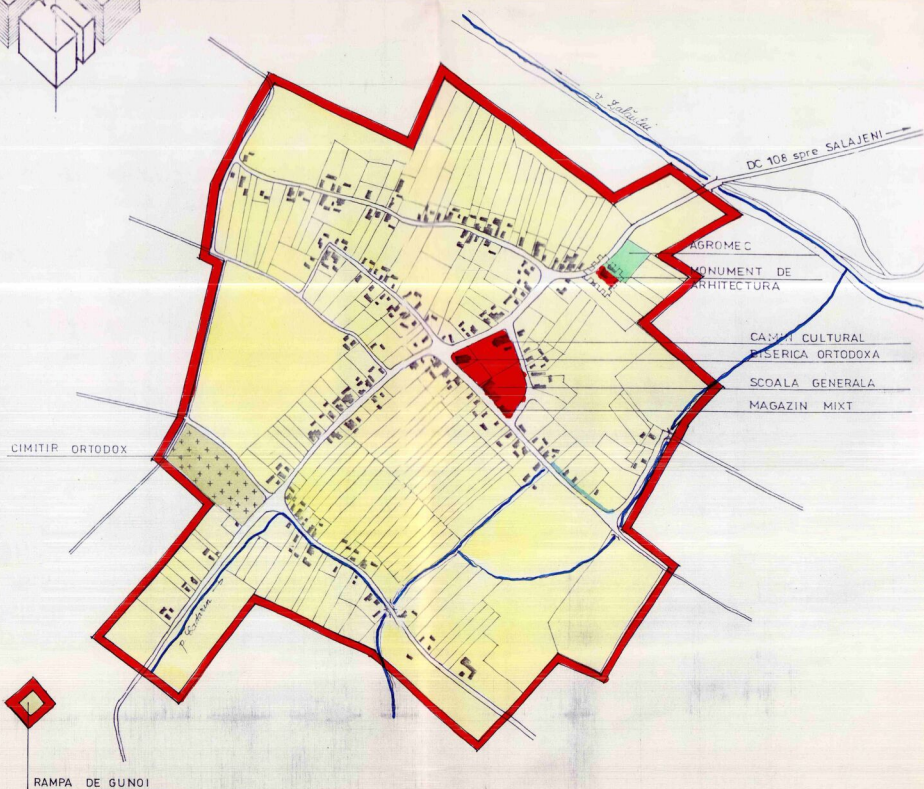 v. Zalăului
DC 108 spre SALAJENI
AGROMEC
MONUMENT DE
ARHITECTURA
CAMIN CULTURAL
BISERICA ORTODOXA
SCOALA GENERALA
MAGAZIN MIXT
CIMITIR ORTODOX
p.
RAMPA DE GUNOI